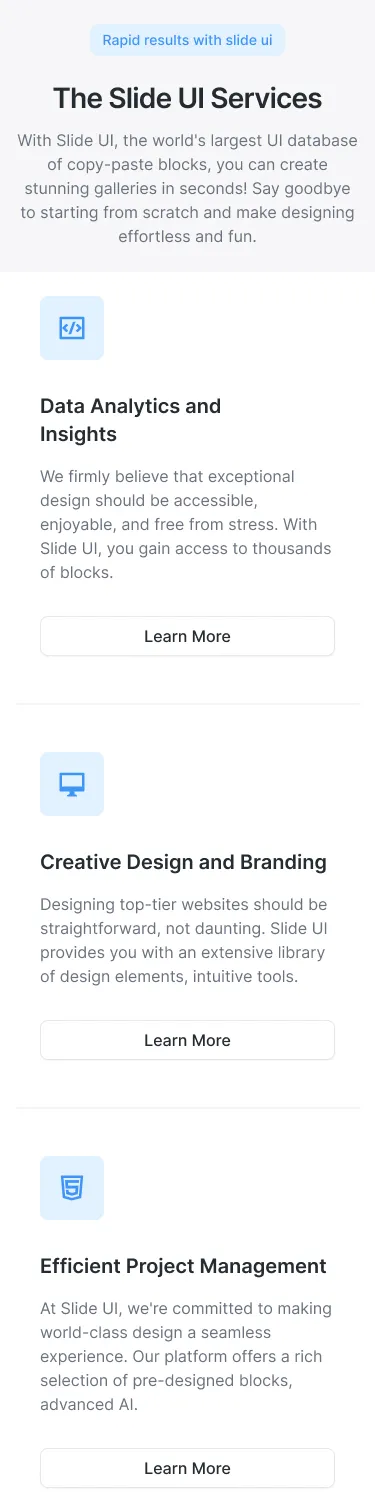 Rapid results with slide ui
The Slide UI Services
With Slide UI, the world's largest UI database
of copy-paste blocks, you can create
stunning galleries in seconds! Say goodbye
to starting from scratch and make designing
effortless and fun.
Data Analytics and
Insights
We firmly believe that exceptional
design should be accessible,
enjoyable, and free from stress. With
Slide UI, you gain access to thousands
of blocks.
Learn More
Creative Design and Branding
Designing top-tier websites should be
straightforward, not daunting. Slide UI
provides you with an extensive library
of design elements, intuitive tools.
Learn More
Efficient Project Management
At Slide UI, we're committed to making
world-class design a seamless
experience. Our platform offers a rich
selection of pre-designed blocks,
advanced AI.
Learn More